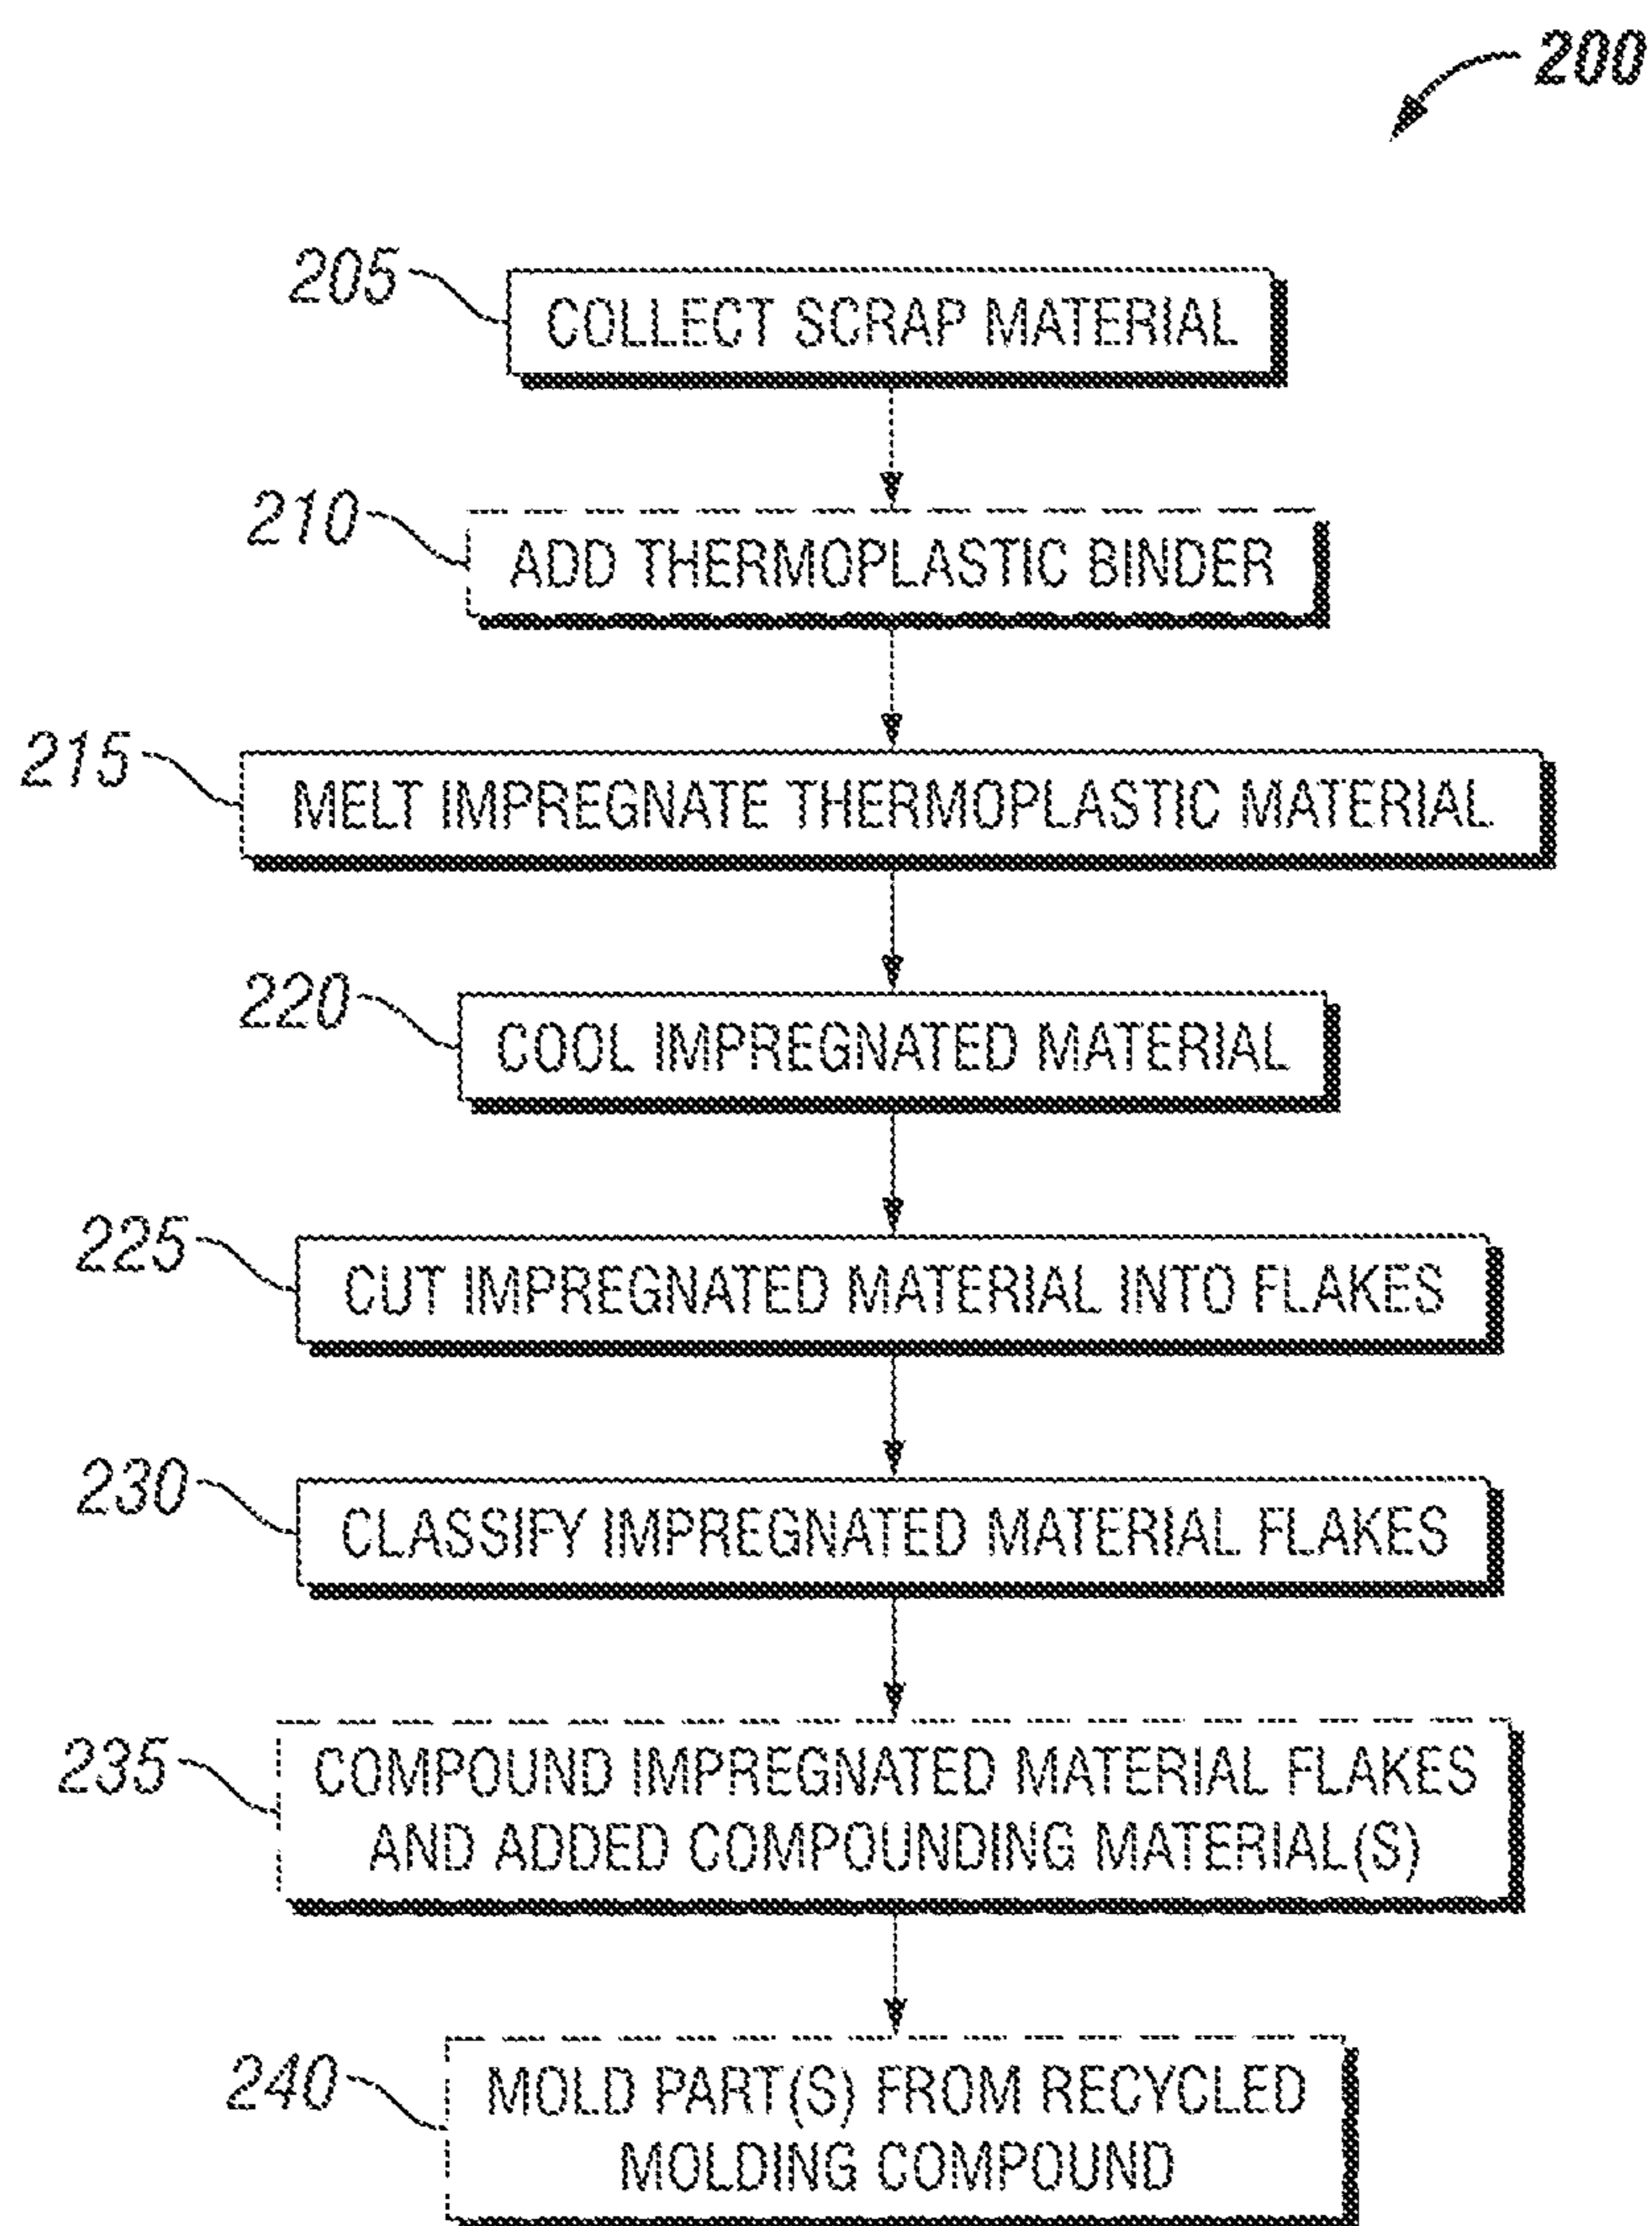 200
205
COLLECT SCRAP MATERIAL
210
ADD THERMOPLASTIC BINDER
215
MELT IMPREGNATE THERMOPLASTIC MATERIAL
220
COOL IMPREGNATED MATERIAL
225
CUT IMPREGNATED MATERIAL INTO FLAKES
230
CLASSIFY IMPREGNATED MATERIAL FLAKES
235
COMPOUND IMPREGNATED MATERIAL FLAKES
AND ADDED COMPOUNDING MATERIAL(S)
240
MOLD PART(S) FROM RECYCLED
MOLDING COMPOUND